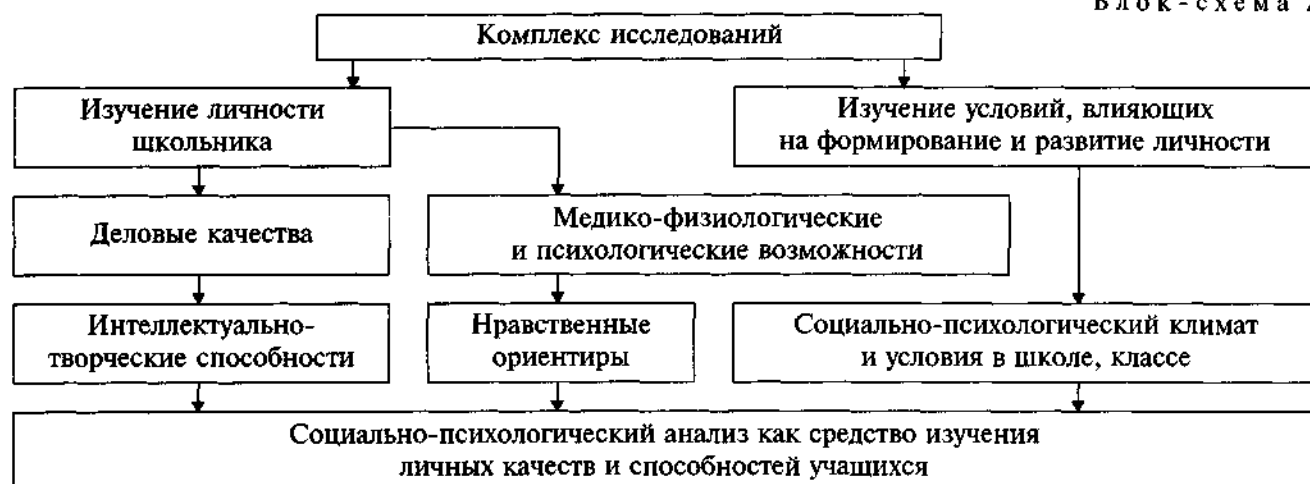 Блок-схема
Комплекс исследований
Изучение личности
школьника
Изучение условий, влияющих
на формирование и развитие личности
Деловые качества
Медико-физиологические
и психологические возможности
Интеллектуально-
творческие способности
Нравственные
ориентиры
Социально-психологический климат
и условия в школе, классе
Социально-психологический анализ как средство изучения
личных качеств и способностей учащихся